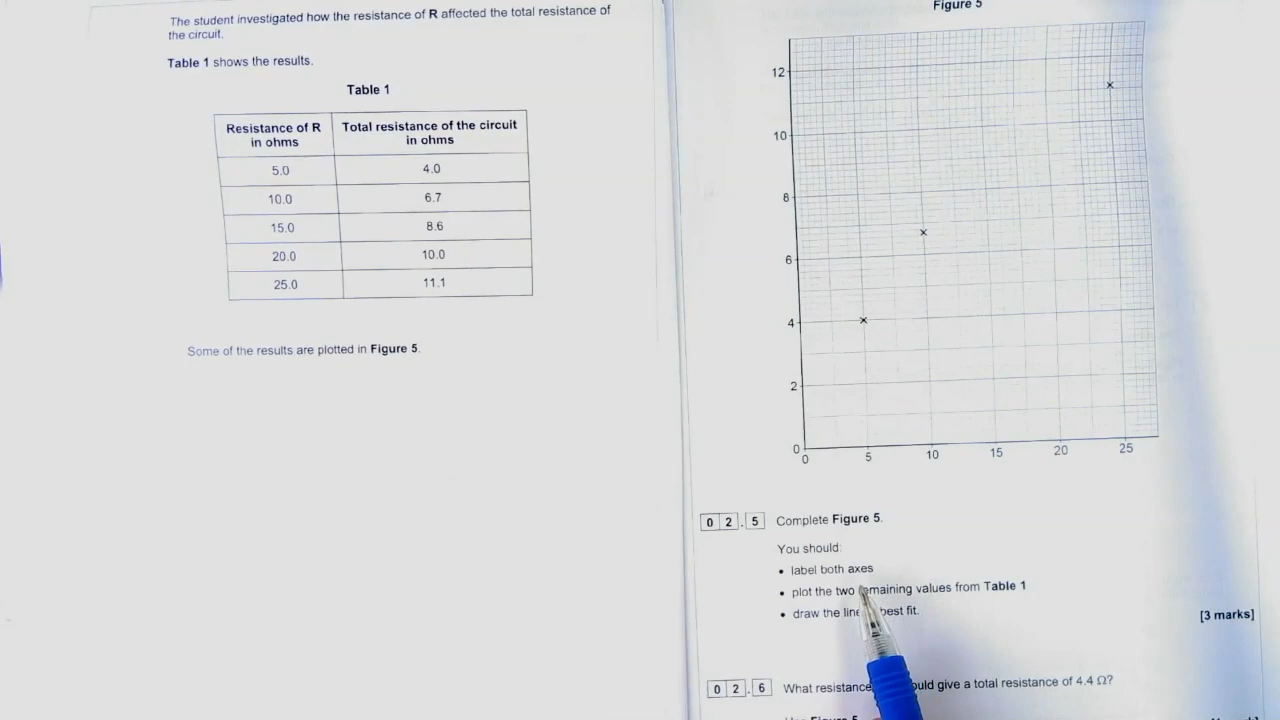 The student investigated how the resistance of R affected the total resistance of
the circuit.
Table 1 shows the results.
Table 1
Resistance of R
in ohms
Total resistance of the circuit
in ohms
5.0 4.0
10.0 6.7
15.0 8.6
20.0 10.0
25.0 11.1
Some of the results are plotted in Figure 5.
Figure 5
12
10
8
6
4
2
0
0 5 10 15 20 25
0 2 . 5 Complete Figure 5.
You should:
• label both axes
• plot the two remaining values from Table 1
• draw the line best fit.
[3 marks]
0 2 . 6 What resistance would give a total resistance of 4.4 Ω?